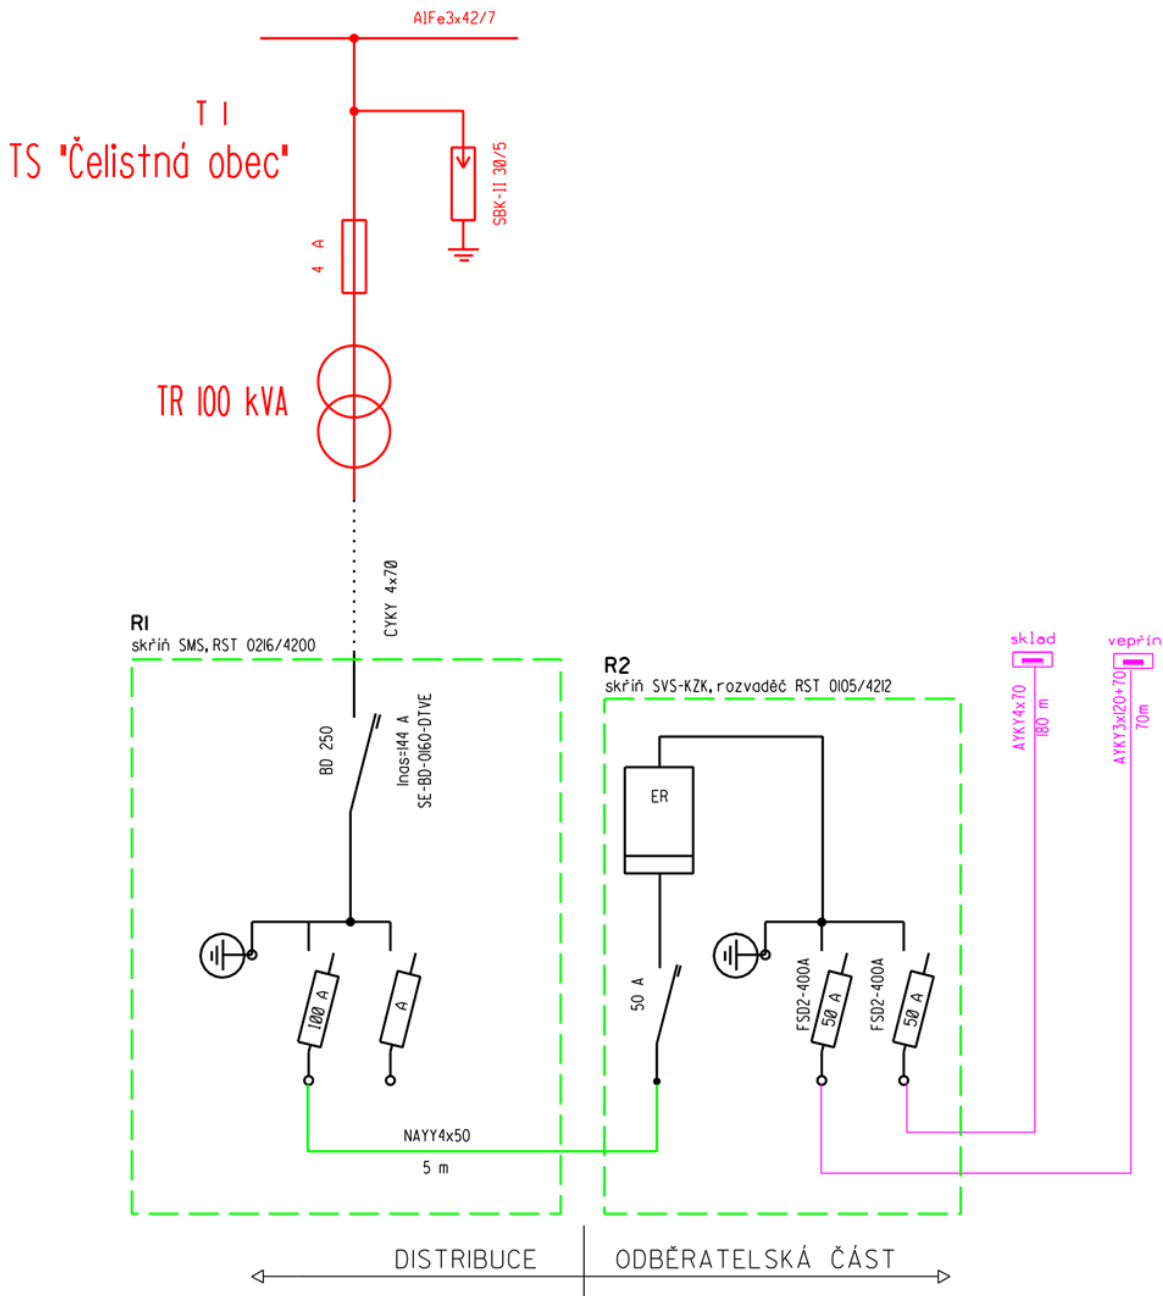 AlFe3x42/7
T 1
TS "Čelistná obec"
SBK-II 30/5
4 A
TR 100 kVA
CYKY 4x70
R1
skříň SMS, RST 0216/4200
BD 250
Inas=144 A
SE-BD-0160-DTVE
100 A
A
NAYY4x50
5 m
R2
skříň SVS-KZK, rozvaděč RST 0105/4212
ER
50 A
FSD2-400A
50 A
FSD2-400A
50 A
sklad
AYKY4x70
180 m
vepřín
AYKY3x120+70
70m
DISTRIBUCE
ODBĚRATELSKÁ ČÁST